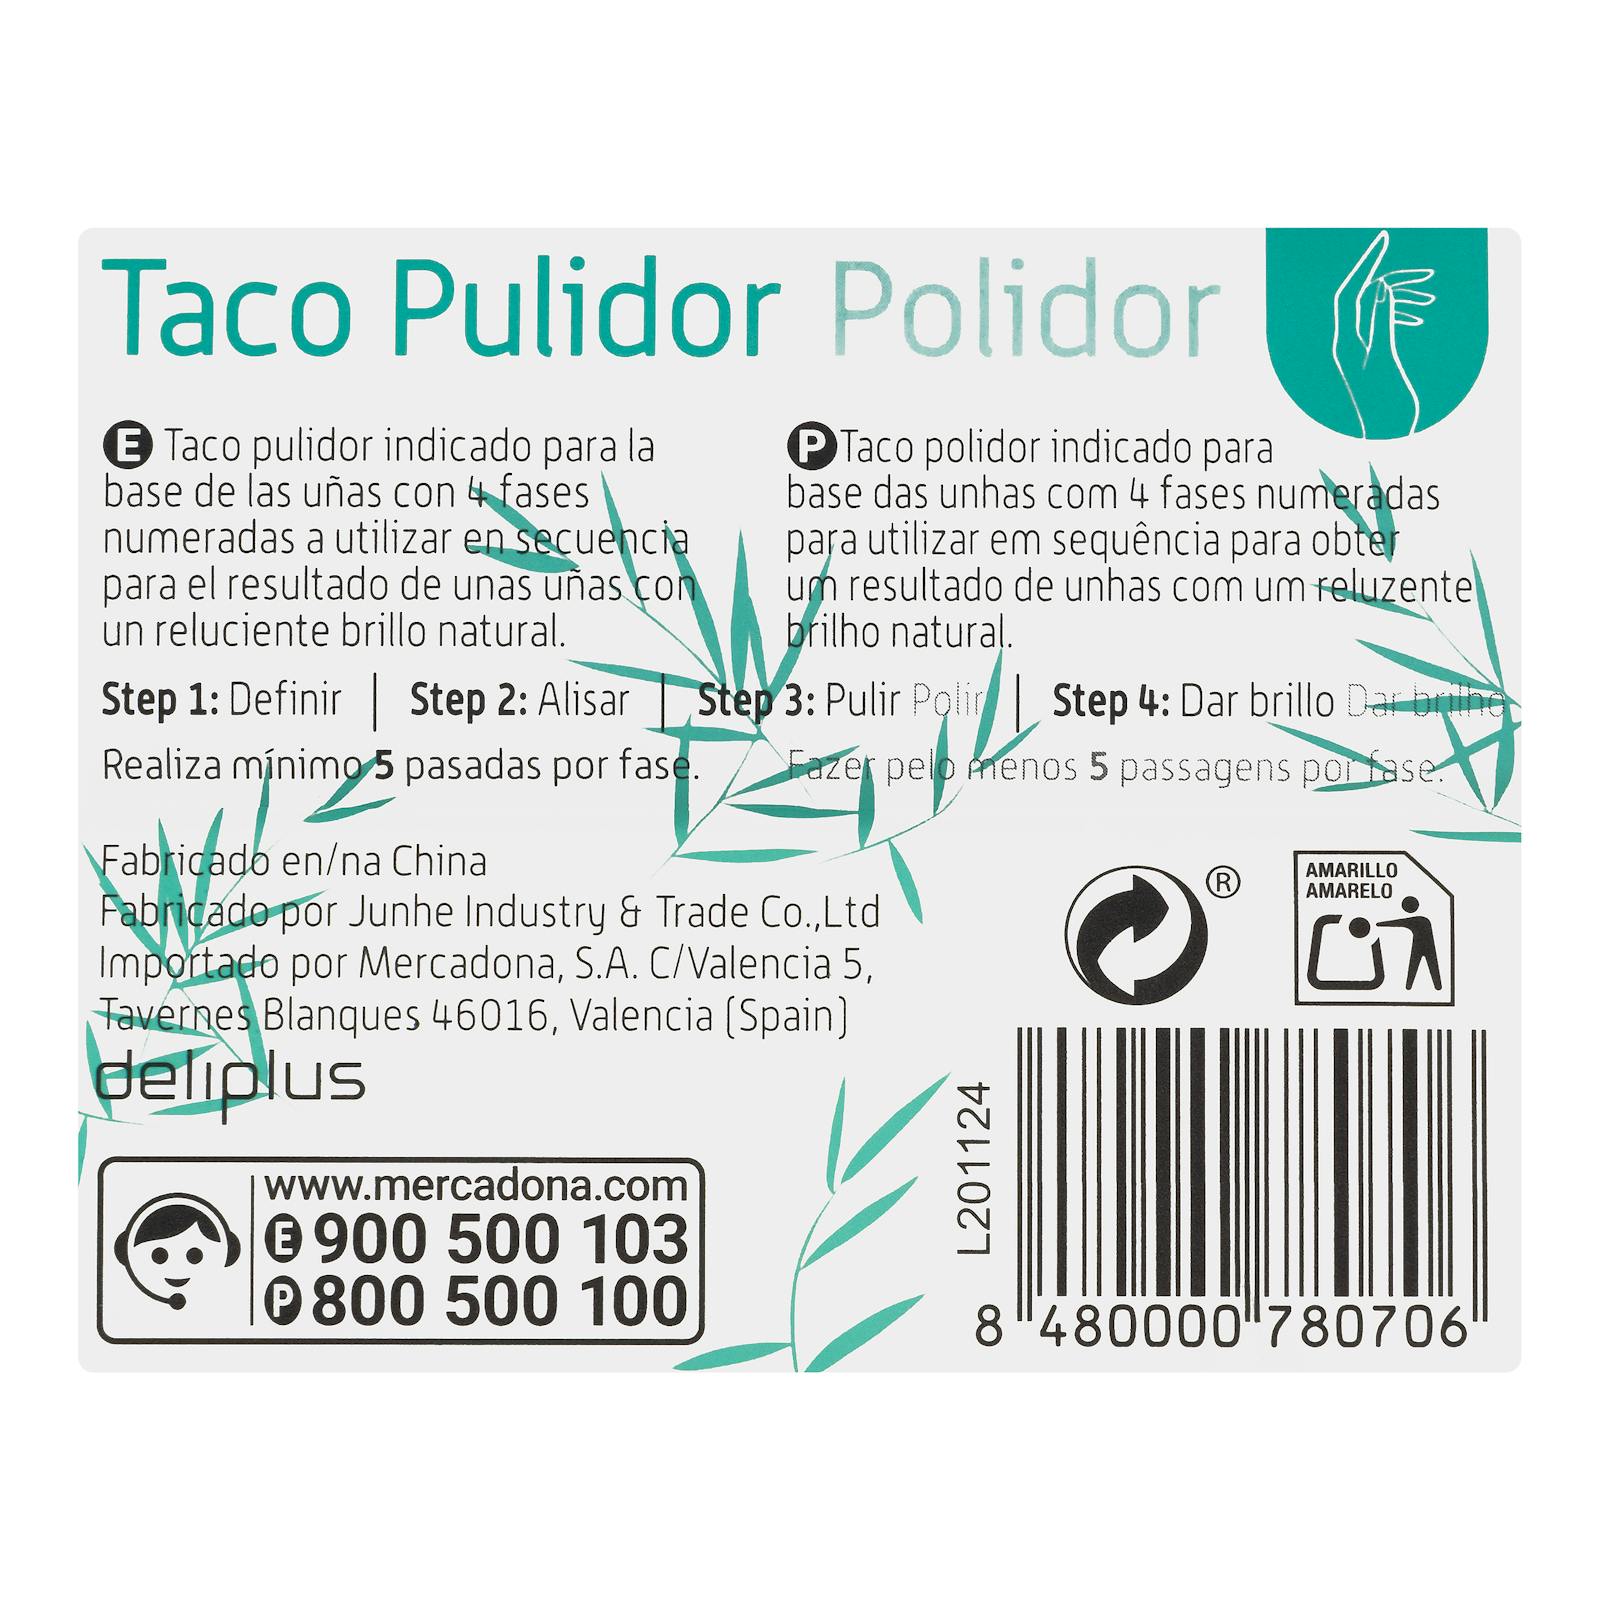 Taco Pulidor Polidor
E Taco pulidor indicado para la
base de las uñas con 4 fases
numeradas a utilizar en secuencia
para el resultado de unas uñas con
un reluciente brillo natural.
P Taco polidor indicado para
base das unhas com 4 fases numeradas
para utilizar em sequência para obter
um resultado de unhas com um reluzente
brilho natural.
Step 1: Definir | Step 2: Alisar | Step 3: Pulir Polir | Step 4: Dar brillo Dar brilho
Realiza mínimo 5 pasadas por fase. Fazer pelo menos 5 passagens por fase.
Fabricado en/na China
Fabricado por Junhe Industry & Trade Co.,Ltd
Importado por Mercadona, S.A. C/Valencia 5,
Tavernes Blanques 46016, Valencia (Spain)
deliplus
www.mercadona.com
E 900 500 103
P 800 500 100
®
AMARILLO
AMARELO
L201124
8 480000 780706